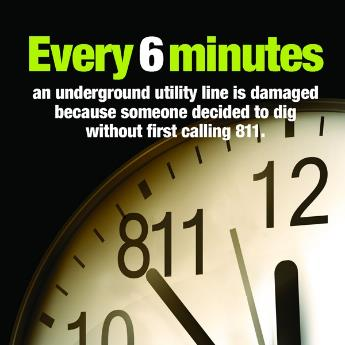 Every 6 minutes
an underground utility line is damaged
because someone decided to dig
without first calling 811.
12
811
10